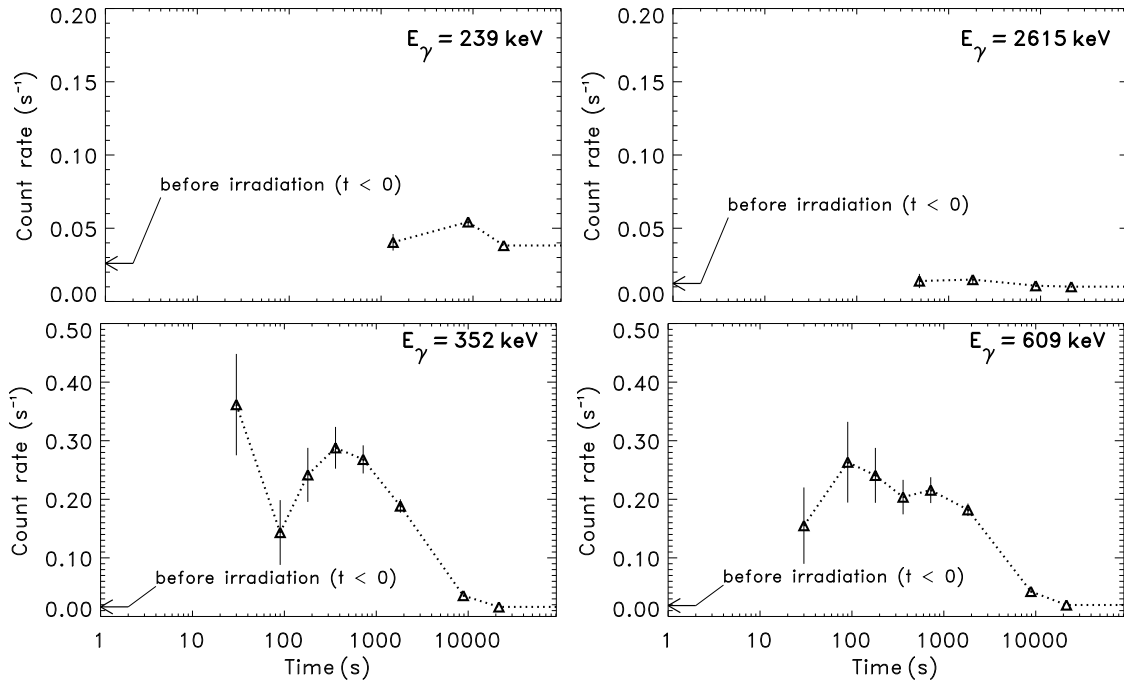 0.20
E_γ = 239 keV
0.15
Count rate (s⁻¹)
0.10
before irradiation (t < 0)
0.05
0.00
0.20
E_γ = 2615 keV
0.15
Count rate (s⁻¹)
0.10
before irradiation (t < 0)
0.05
0.00
0.50
E_γ = 352 keV
0.40
Count rate (s⁻¹)
0.30
0.20
0.10
before irradiation (t < 0)
0.00
1 10 100 1000 10000
Time (s)
0.50
E_γ = 609 keV
0.40
Count rate (s⁻¹)
0.30
0.20
0.10
before irradiation (t < 0)
0.00
1 10 100 1000 10000
Time (s)